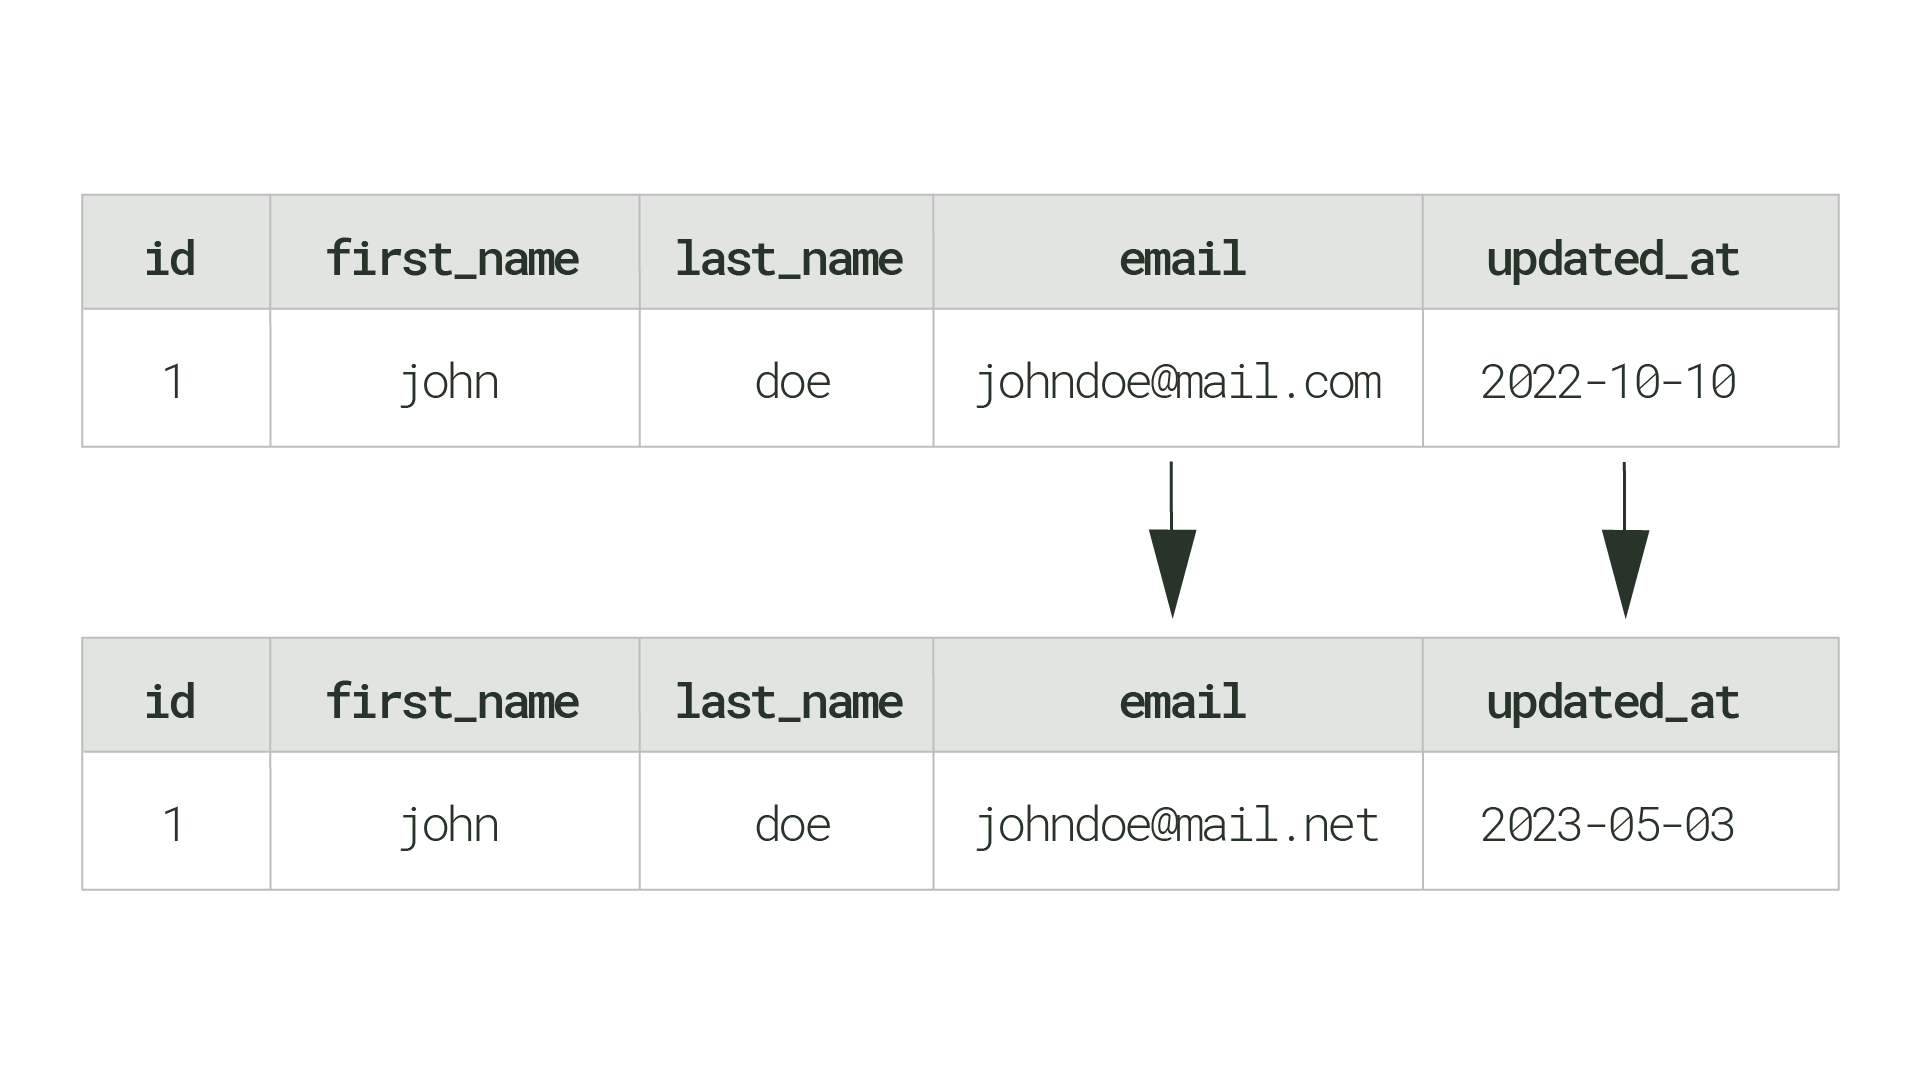 id first_name last_name email updated_at
1 john doe johndoe@mail.com 2022-10-10
id first_name last_name email updated_at
1 john doe johndoe@mail.net 2023-05-03